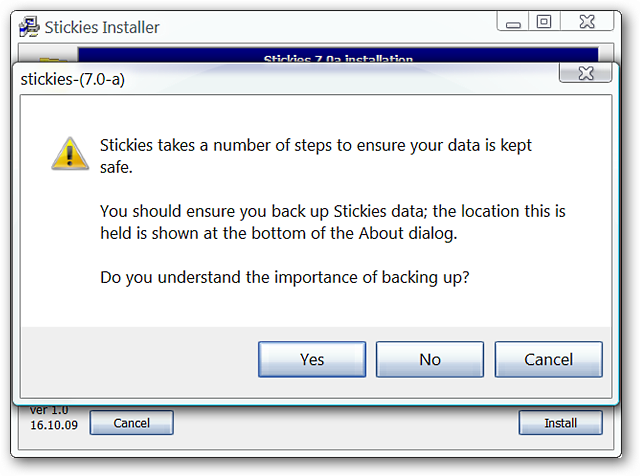 Stickies Installer
Stickies 7.0a installation
stickies-(7.0-a)
Stickies takes a number of steps to ensure your data is kept
safe.
You should ensure you back up Stickies data; the location this is
held is shown at the bottom of the About dialog.
Do you understand the importance of backing up?
Yes
No
Cancel
ver 1.0
16.10.09
Cancel
Install